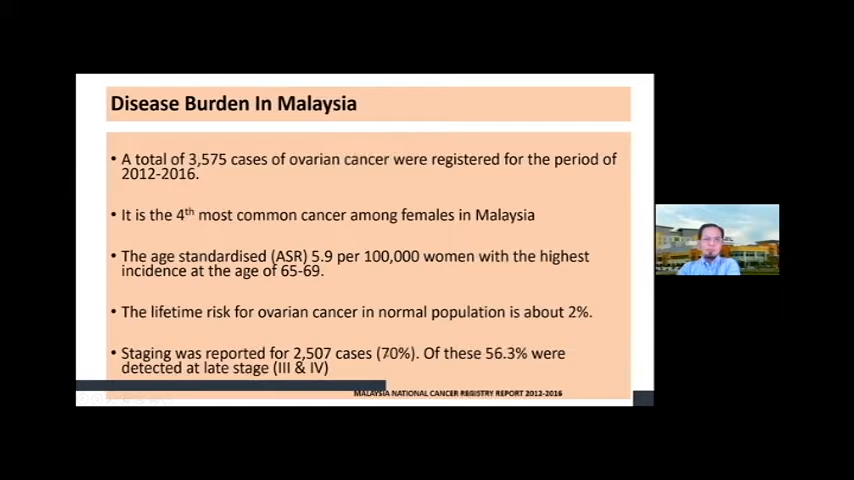 Disease Burden In Malaysia
• A total of 3,575 cases of ovarian cancer were registered for the period of
2012-2016.
• It is the 4th most common cancer among females in Malaysia
• The age standardised (ASR) 5.9 per 100,000 women with the highest
incidence at the age of 65-69.
• The lifetime risk for ovarian cancer in normal population is about 2%.
• Staging was reported for 2,507 cases (70%). Of these 56.3% were
detected at late stage (III & IV)
MALAYSIA NATIONAL CANCER REGISTRY REPORT 2012-2016